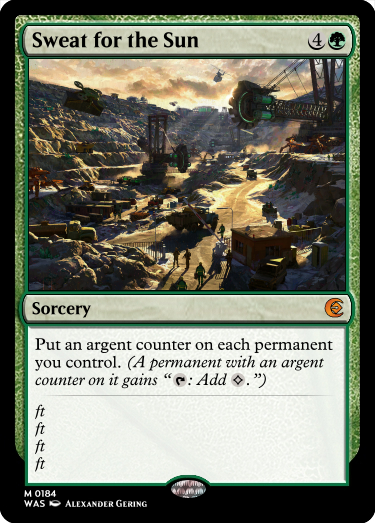 Sweat for the Sun 4
Sorcery
Put an argent counter on each permanent
you control. (A permanent with an argent
counter on it gains “: Add .”)
ft
ft
ft
ft
M 0184
WAS Alexander Gering